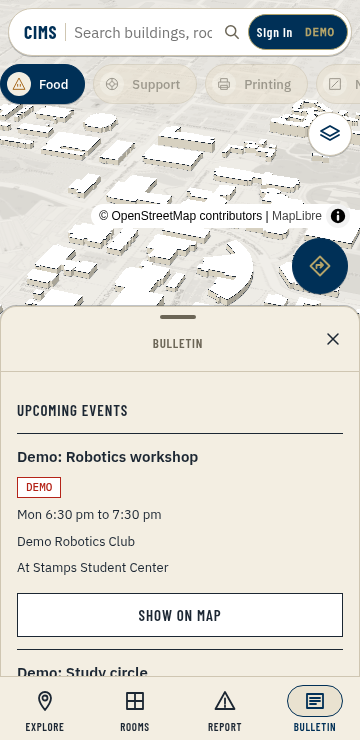 CIMS
Search buildings, roc
Sign In DEMO
Food
Support
Printing
© OpenStreetMap contributors | MapLibre
BULLETIN
UPCOMING EVENTS
Demo: Robotics workshop
DEMO
Mon 6:30 pm to 7:30 pm
Demo Robotics Club
At Stamps Student Center
SHOW ON MAP
Demo: Study circle
EXPLORE
ROOMS
REPORT
BULLETIN